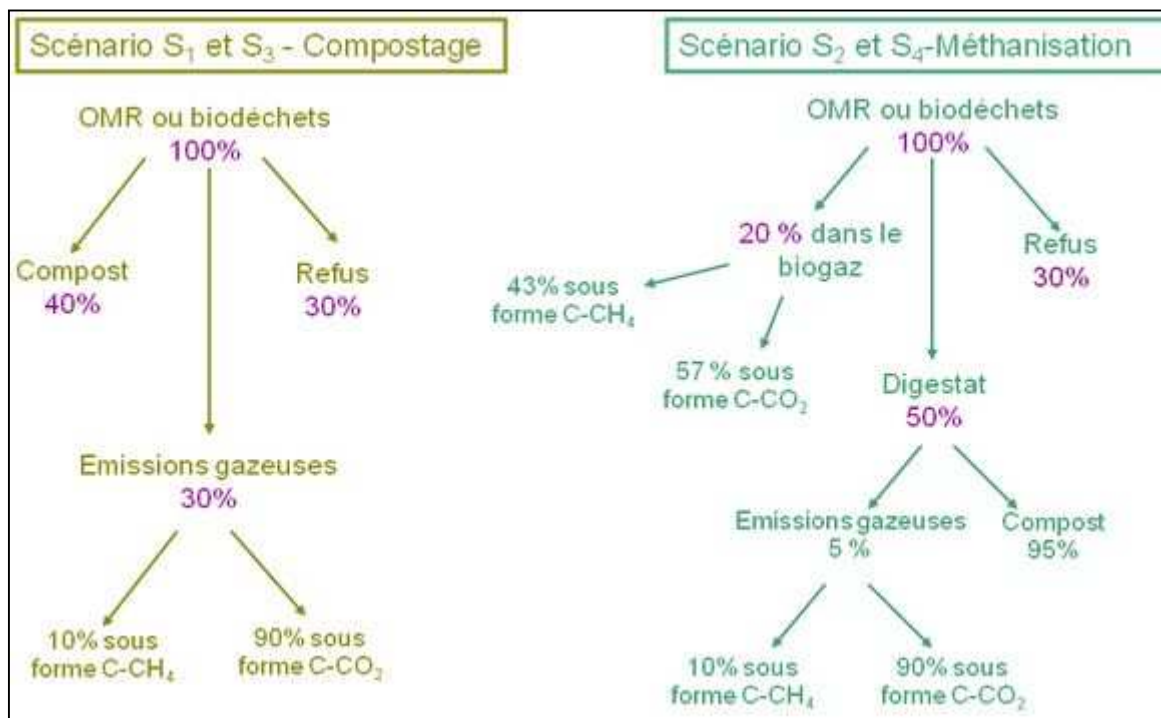 Scénario S₁ et S₃ - Compostage
OMR ou biodéchets
100%
Compost
40%
Refus
30%
Emissions gazeuses
30%
10% sous
forme C-CH₄
90% sous
forme C-CO₂
Scénario S₂ et S₄-Méthanisation
OMR ou biodéchets
100%
20 % dans le
biogaz
Refus
30%
43% sous
forme C-CH₄
57 % sous
forme C-CO₂
Digestat
50%
Emissions gazeuses
5 %
Compost
95%
10% sous
forme C-CH₄
90% sous
forme C-CO₂